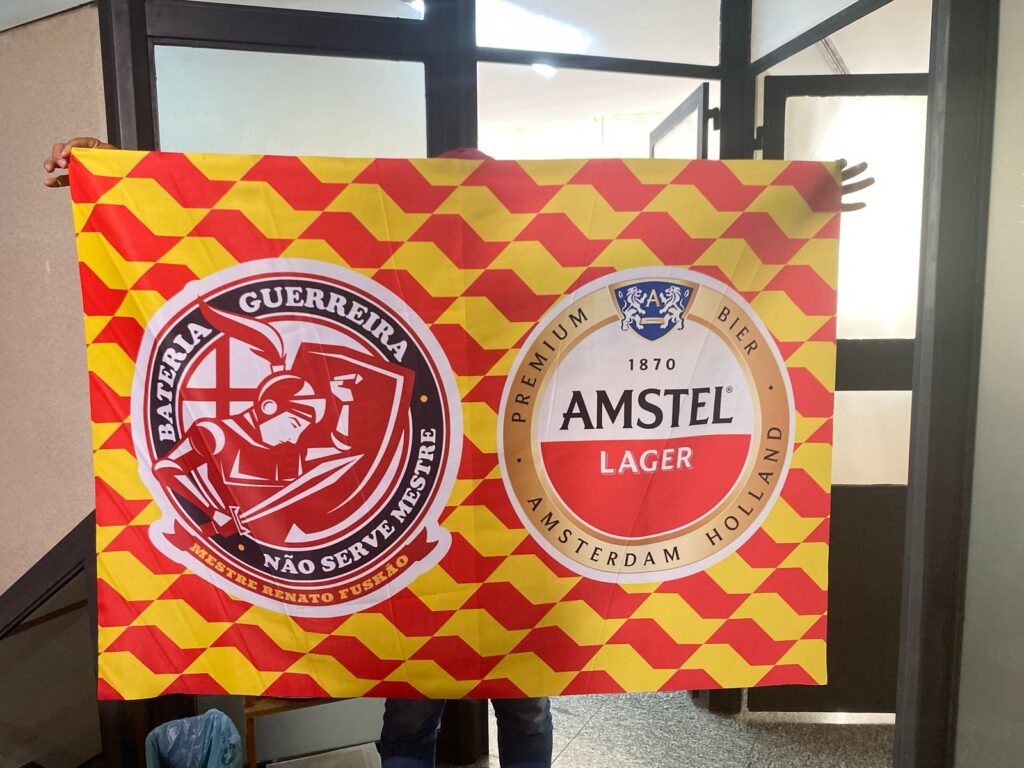 BATERIA GUERREIRA
NÃO SERVE MESTRE
MESTRE RENATO FUSKÃO
A
PREMIUM BIER
1870
AMSTEL®
LAGER
AMSTERDAM HOLLAND